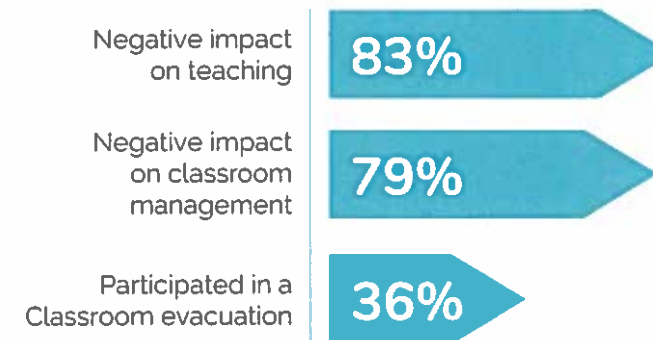 Negative impact
on teaching
83%
Negative impact
on classroom
management
79%
Participated in a
Classroom evacuation
36%